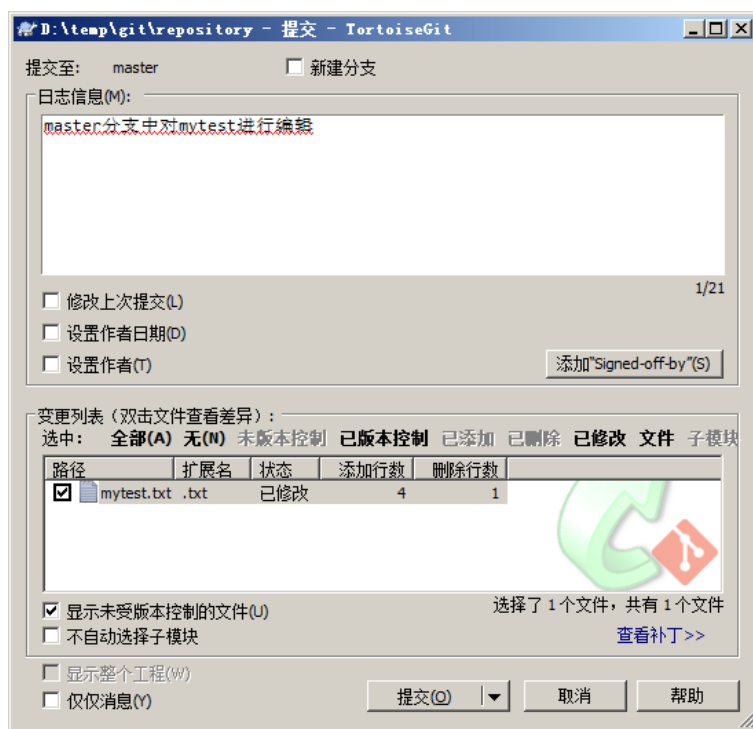 D:\temp\git\repository - 提交 - TortoiseGit
提交至: master 新建分支
日志信息(M):
master分支中对mytest进行编辑
1/21
修改上次提交(L)
设置作者日期(D)
设置作者(T) 添加"Signed-off-by"(S)
变更列表（双击文件查看差异）:
选中: 全部(A) 无(N) 未版本控制 已版本控制 已添加 已删除 已修改 文件 子模块
路径 扩展名 状态 添加行数 删除行数
mytest.txt .txt 已修改 4 1
显示未受版本控制的文件(U) 选择了1个文件，共有1个文件
不自动选择子模块 查看补丁>>
显示整个工程(W)
仅仅消息(Y) 提交(O) 取消 帮助